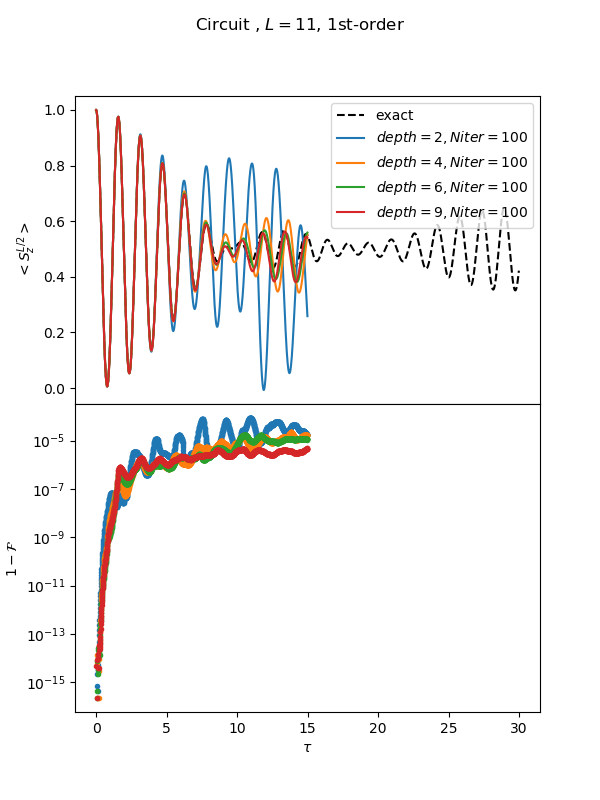 Circuit , L = 11, 1st-order
1.0
0.8
0.6
0.4
0.2
0.0
< S_z^{L/2} >
exact
depth = 2, Niter = 100
depth = 4, Niter = 100
depth = 6, Niter = 100
depth = 9, Niter = 100
10^{-5}
10^{-7}
10^{-9}
10^{-11}
10^{-13}
10^{-15}
1 − ℱ
0 5 10 15 20 25 30
τ